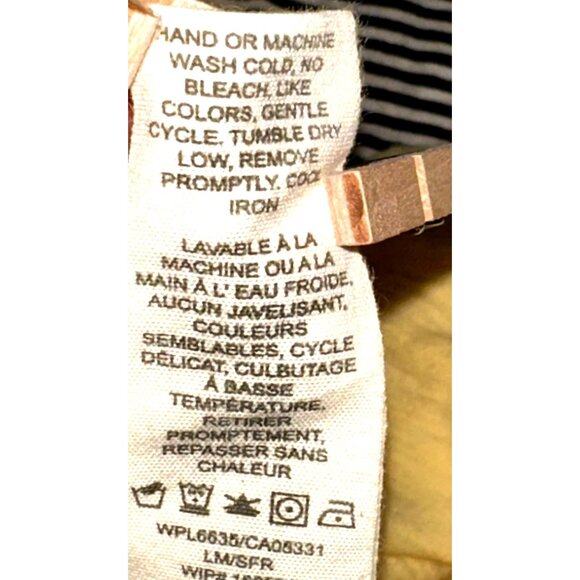 HAND OR MACHINE
WASH COLD, NO
BLEACH, LIKE
COLORS, GENTLE
CYCLE. TUMBLE DRY
LOW, REMOVE
PROMPTLY. COOL
IRON
LAVABLE À LA
MACHINE OU À LA
MAIN À L' EAU FROIDE.
AUCUN JAVELISANT,
COULEURS
SEMBLABLES, CYCLE
DÉLICAT, CULBUTAGE
À BASSE
TEMPÉRATURE.
RETIRER
PROMPTEMENT,
REPASSER SANS
CHALEUR
WPL6635/CA05331
LM/SFR
WIP#